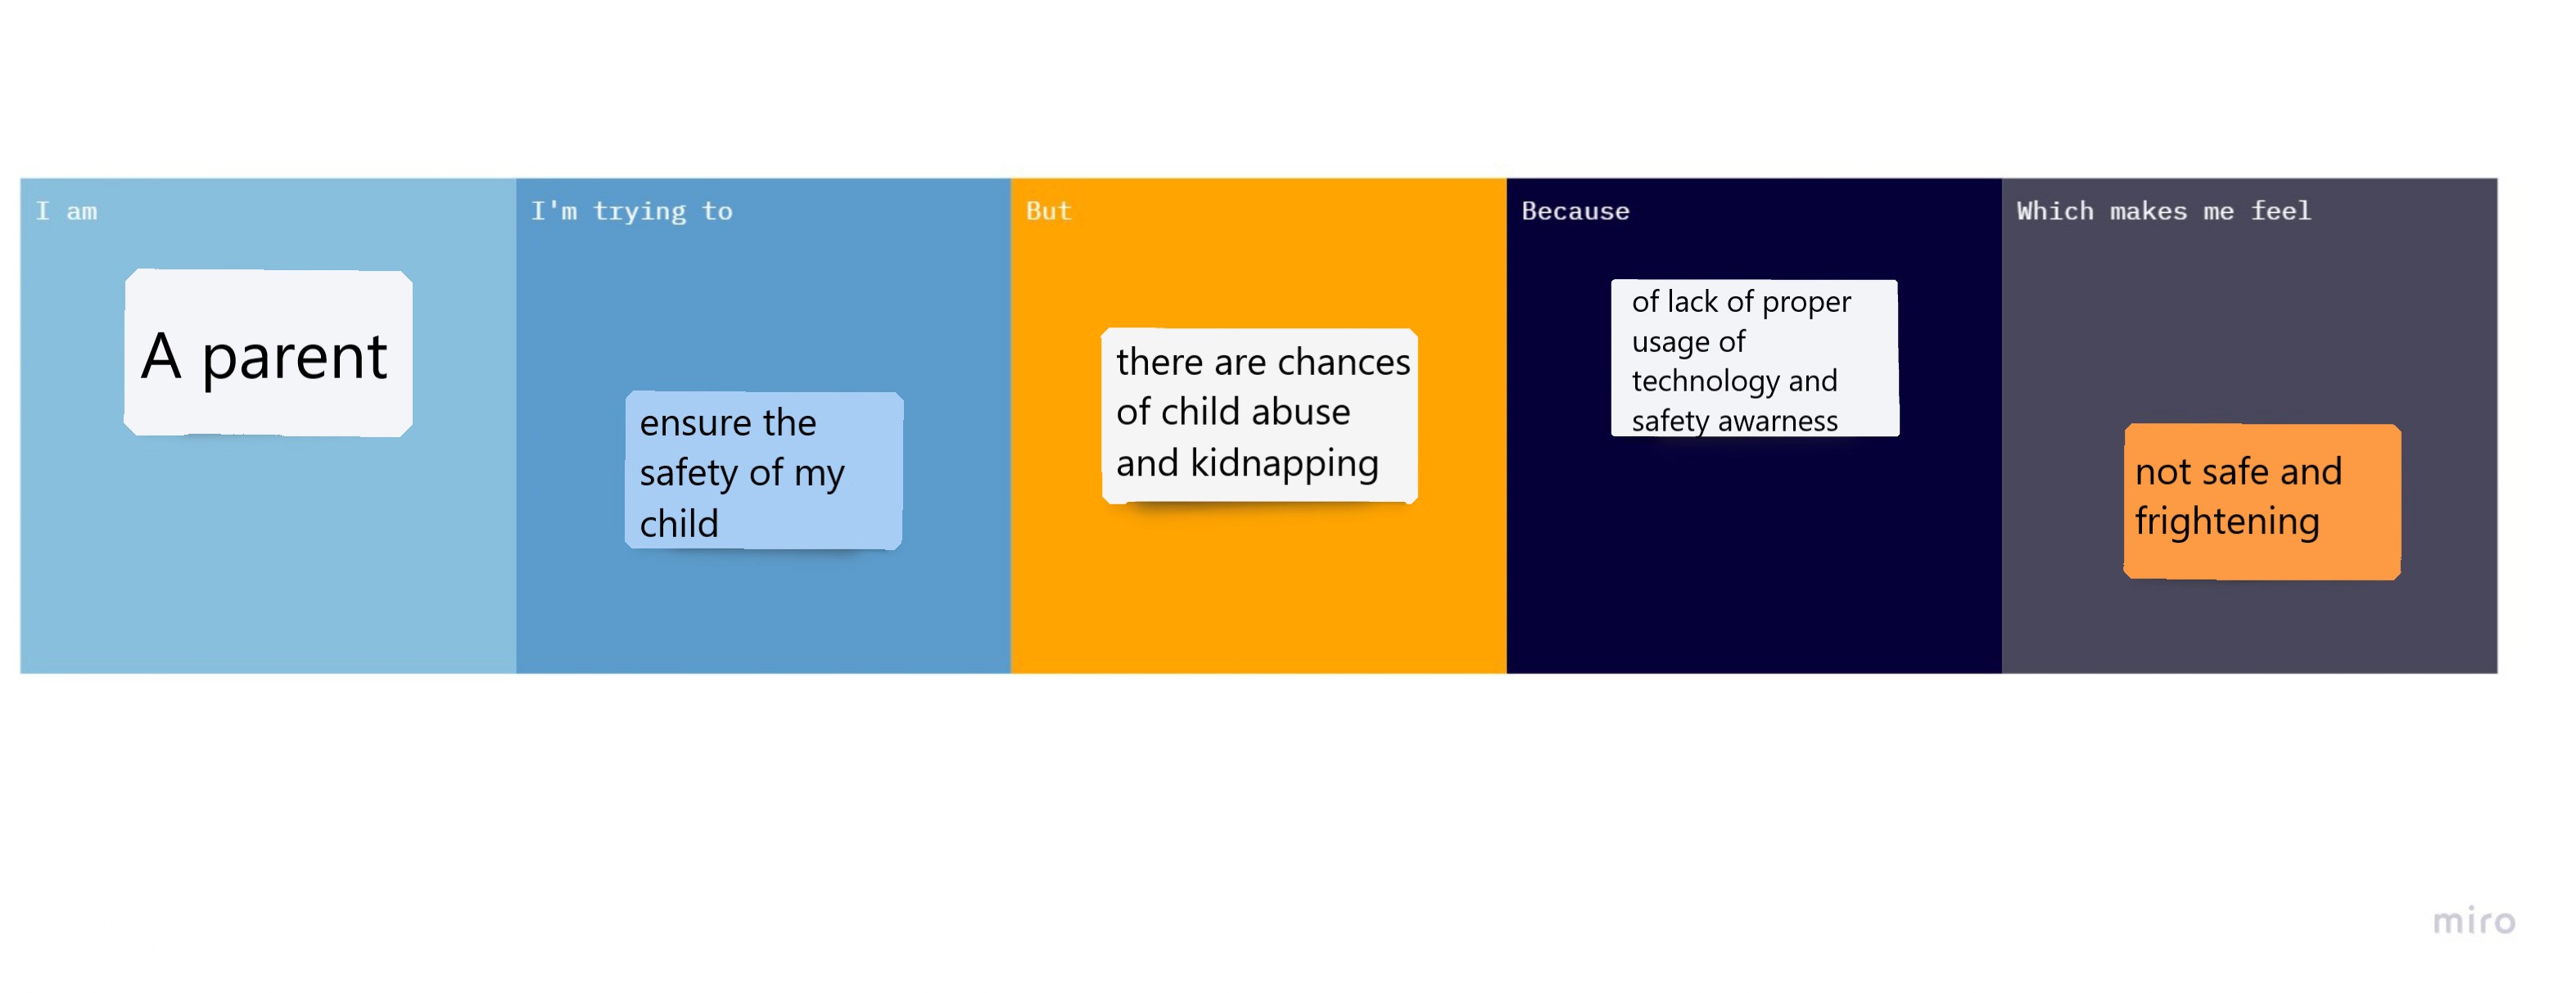 I am
A parent
I'm trying to
ensure the
safety of my
child
But
there are chances
of child abuse
and kidnapping
Because
of lack of proper
usage of
technology and
safety awarness
Which makes me feel
not safe and
frightening
miro